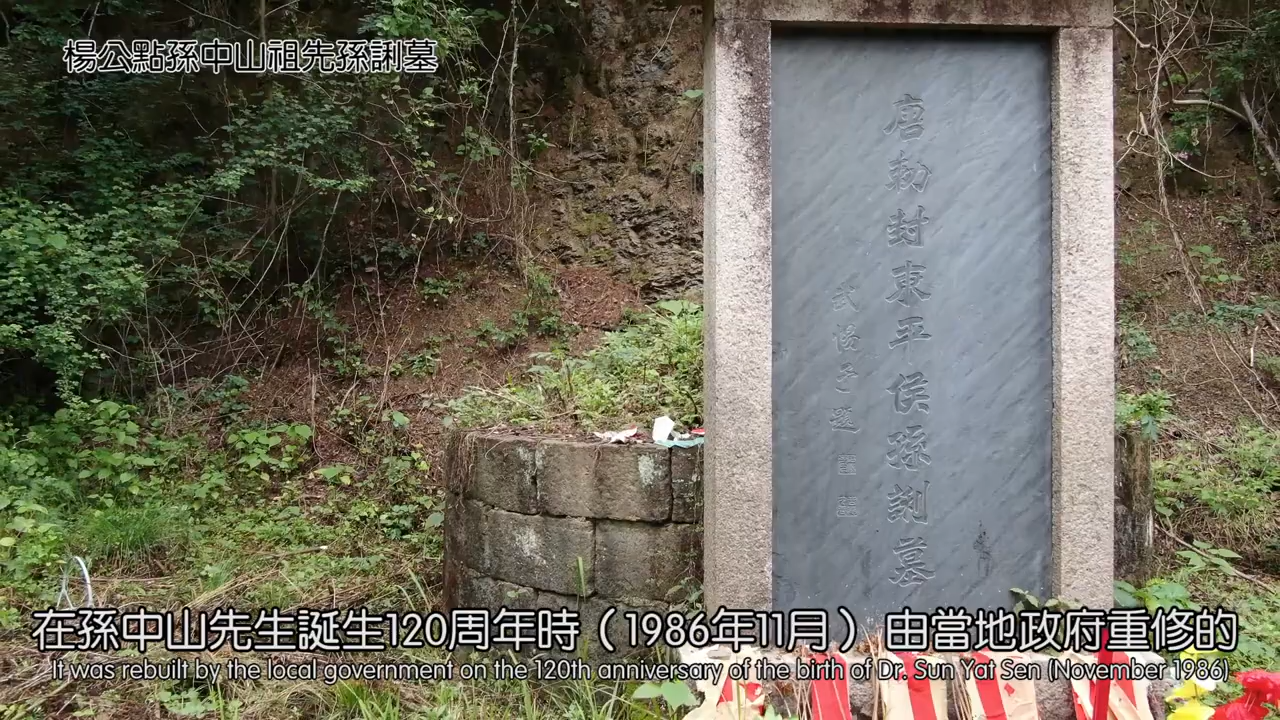 楊公點孫中山祖先孫誗墓
唐勅封東平侯孫誗墓
武恪子題
在孫中山先生誕生120周年時（1986年11月）由當地政府重修的
It was rebuilt by the local government on the 120th anniversary of the birth of Dr. Sun Yat Sen (November 1986)